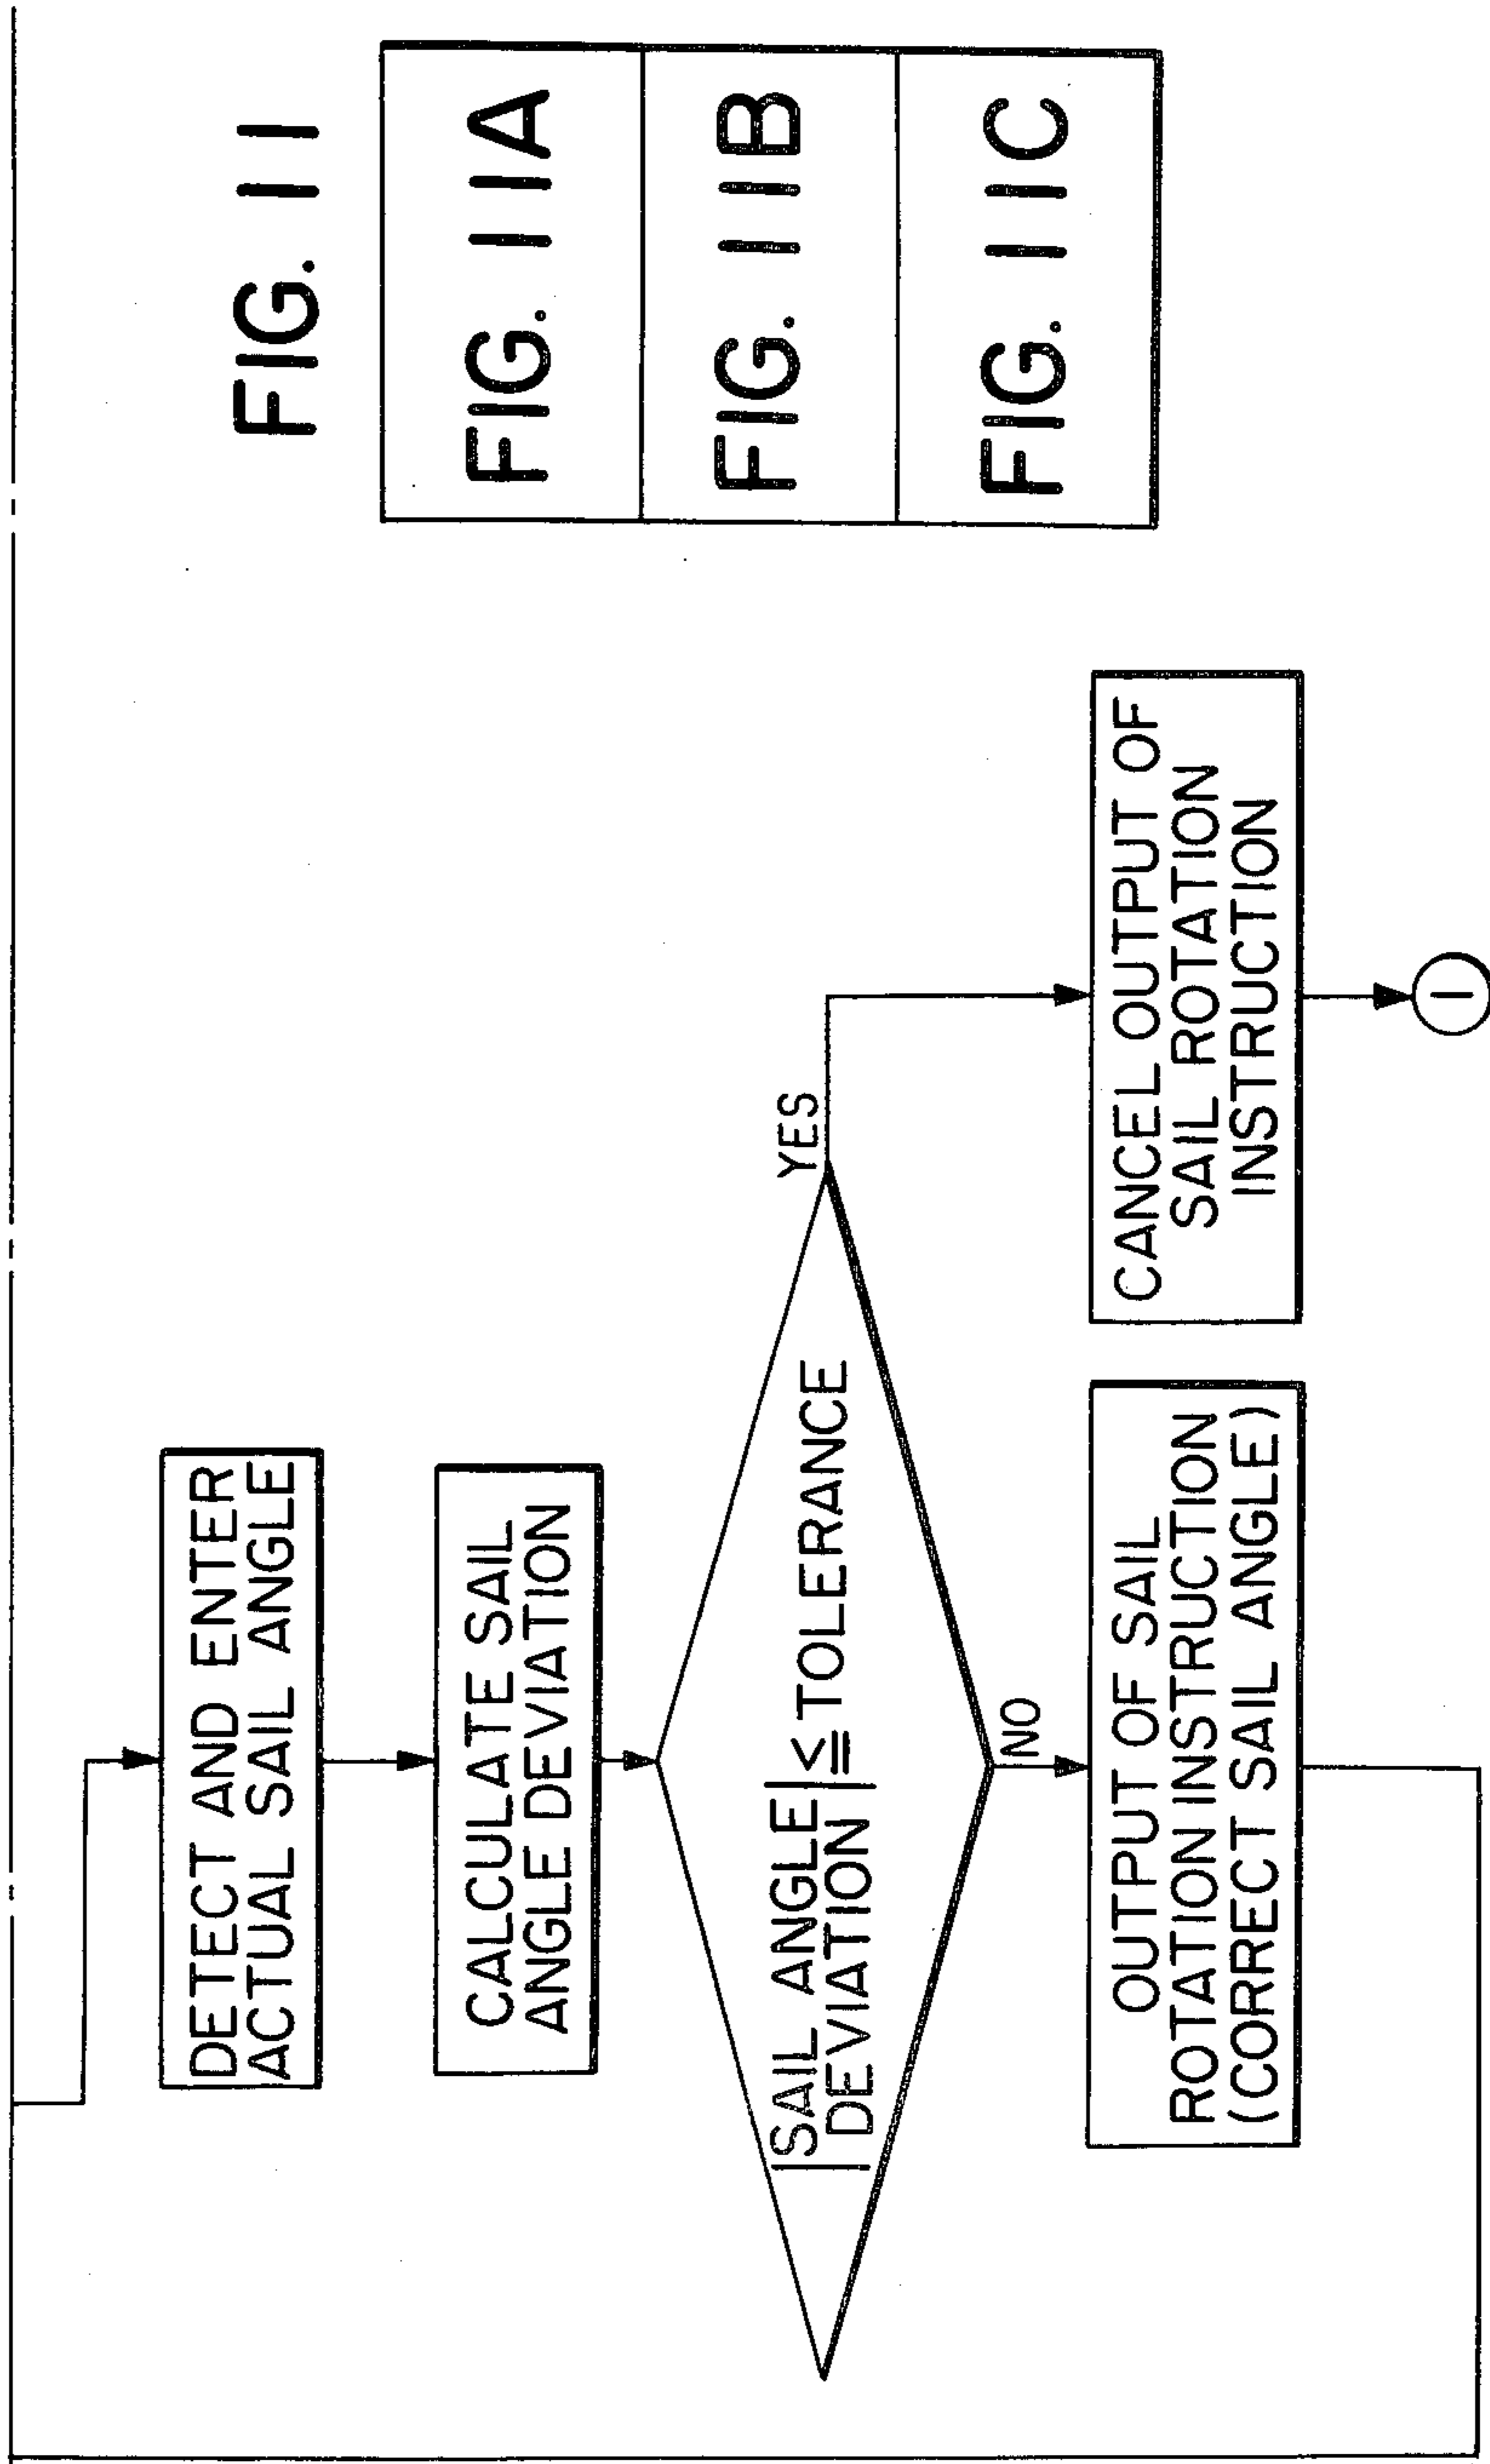 FIG. 11
FIG. 11A
FIG. 11B
FIG. 11C
DETECT AND ENTER
ACTUAL SAIL ANGLE
CALCULATE SAIL
ANGLE DEVIATION
|SAIL ANGLE
DEVIATION| ≦ TOLERANCE
YES
NO
OUTPUT OF SAIL
ROTATION INSTRUCTION
(CORRECT SAIL ANGLE)
CANCEL OUTPUT OF
SAIL ROTATION
INSTRUCTION
1